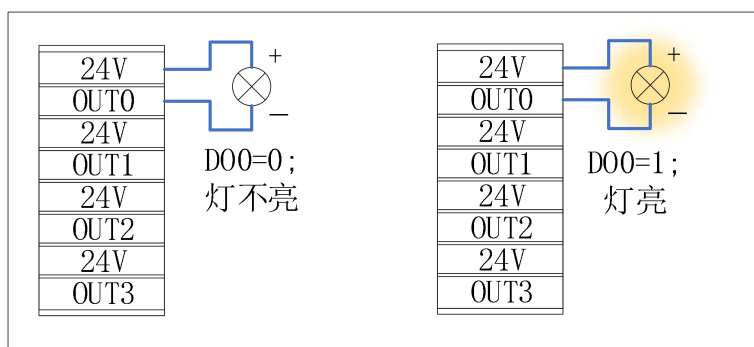 24V
OUT0
24V
OUT1
24V
OUT2
24V
OUT3
+
−
DO0=0;
灯不亮
24V
OUT0
24V
OUT1
24V
OUT2
24V
OUT3
+
−
DO0=1;
灯亮